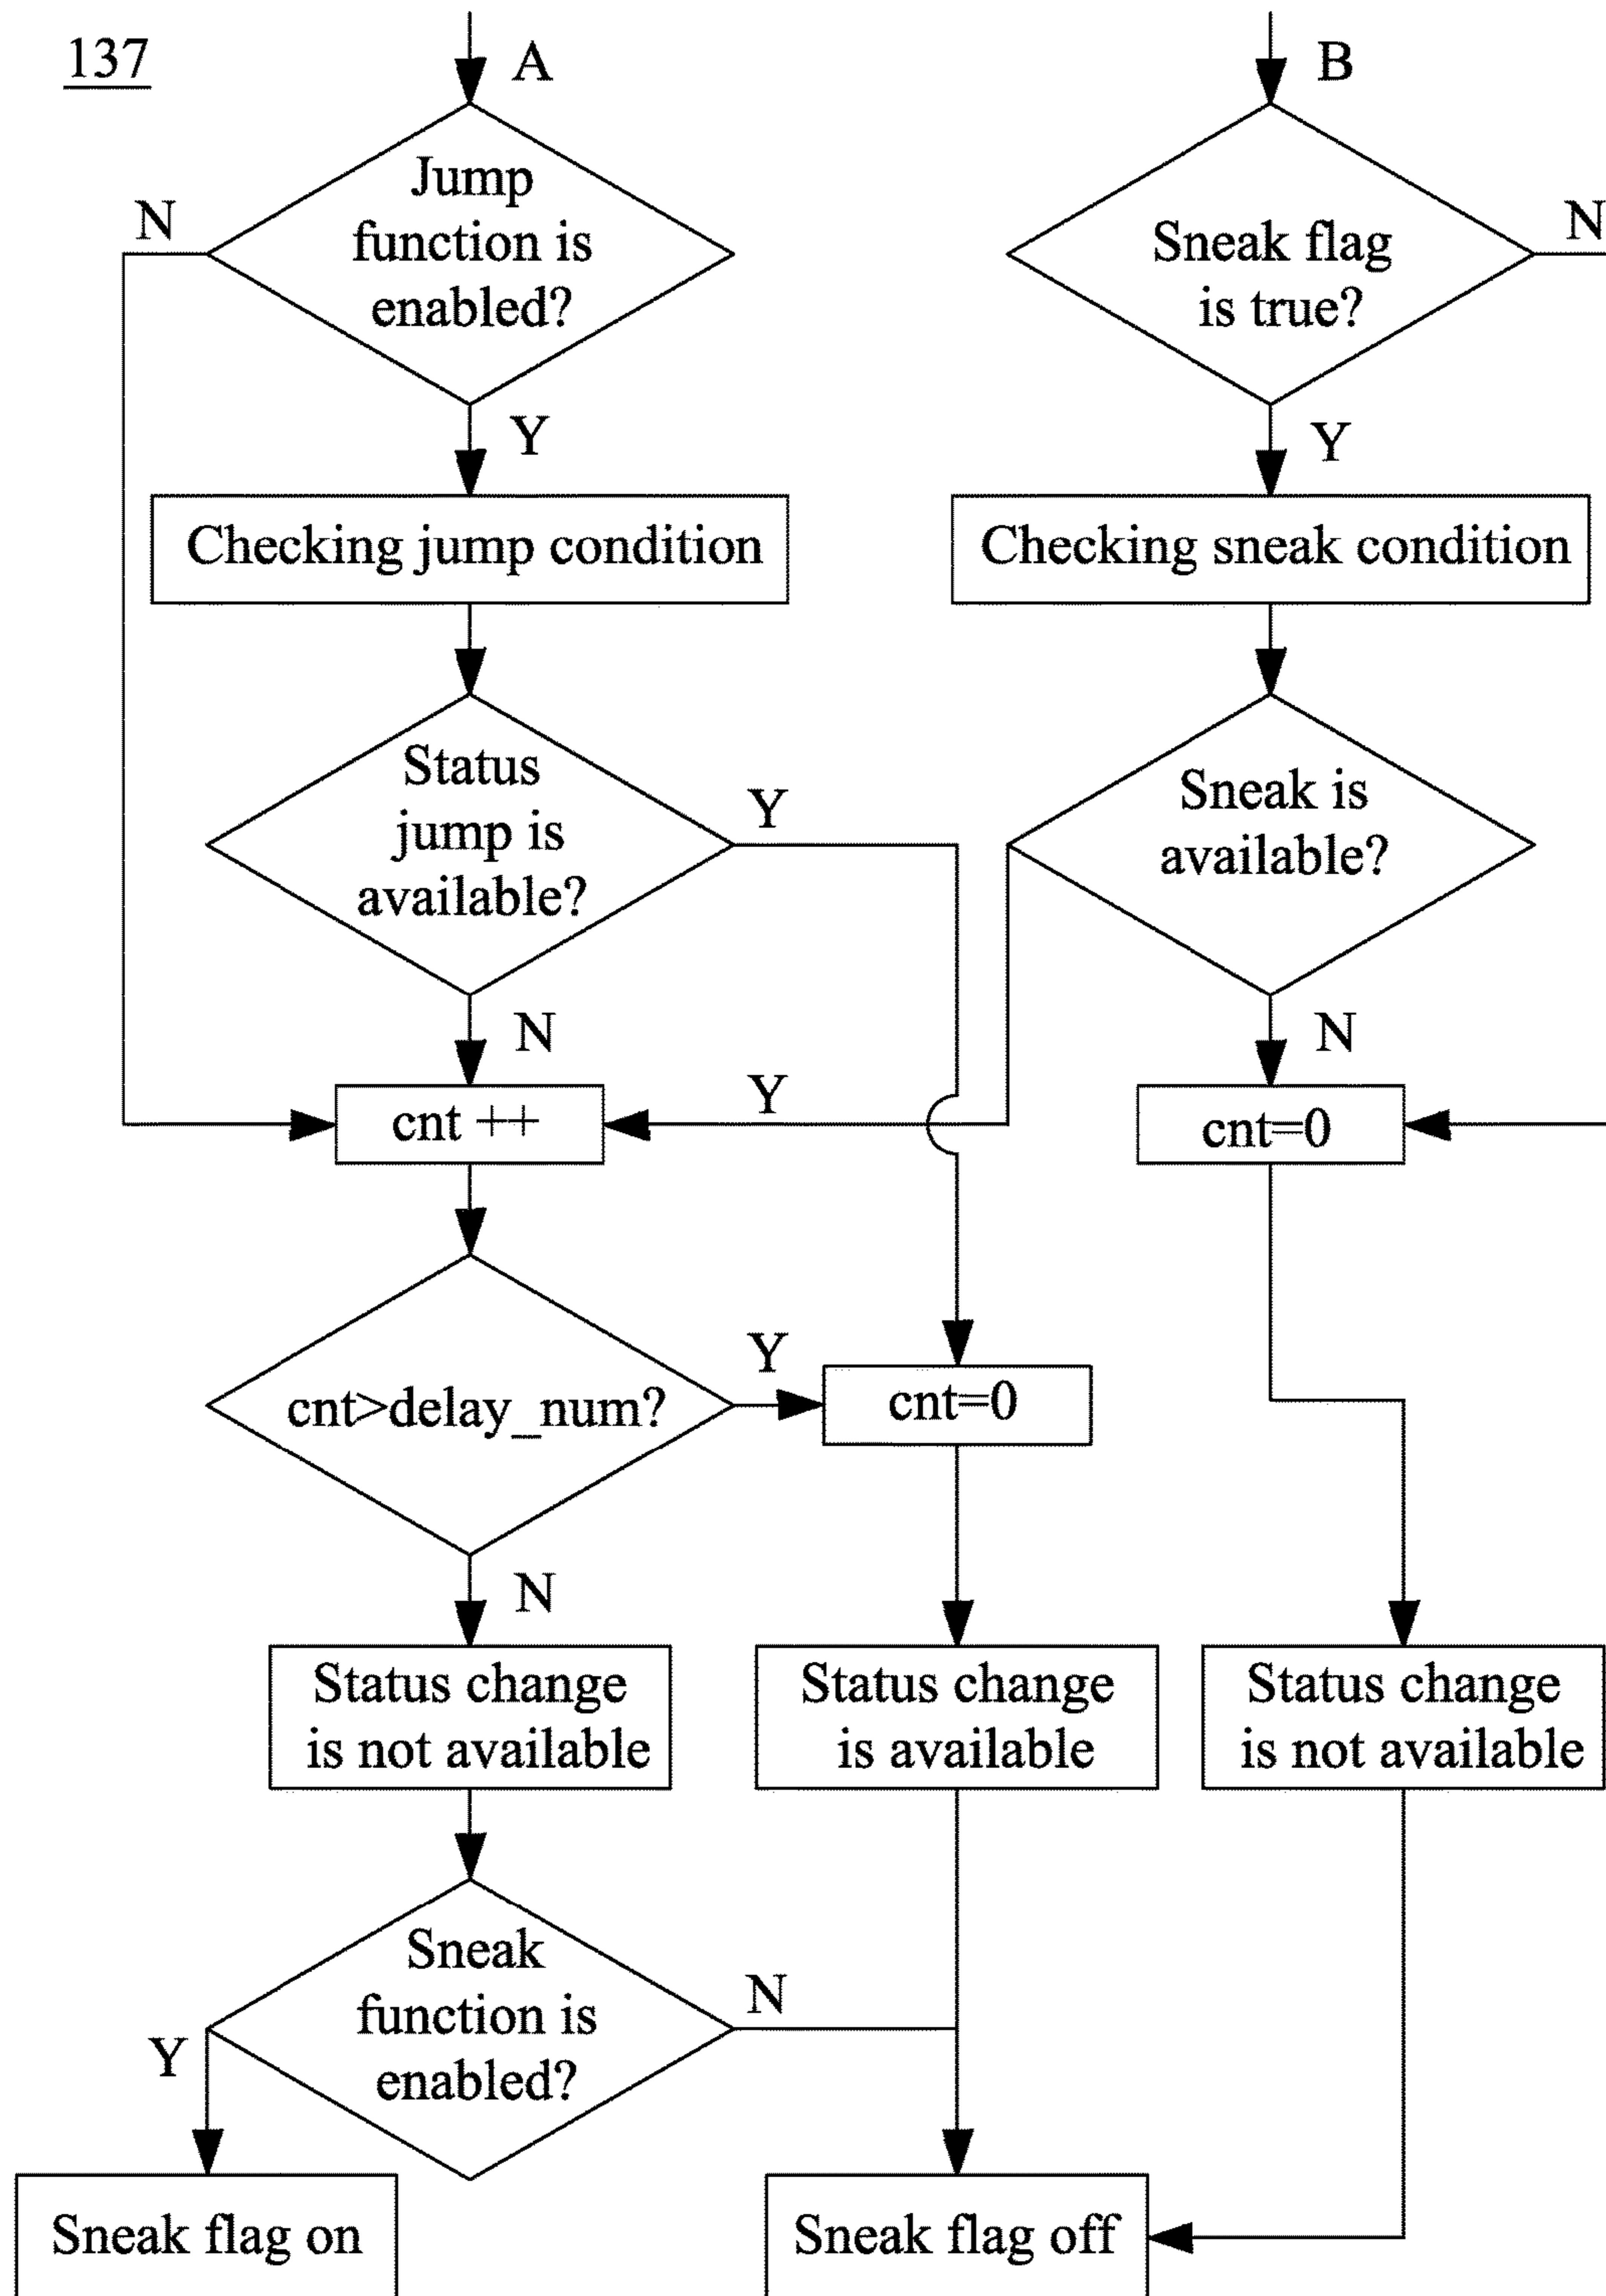 137
A
B
Jump
function is
enabled?
N
Y
Sneak flag
is true?
N
Y
Checking jump condition
Checking sneak condition
Status
jump is
available?
Y
N
Sneak is
available?
Y
N
cnt ++
cnt=0
cnt>delay_num?
Y
N
cnt=0
Status change
is not available
Status change
is available
Status change
is not available
Sneak
function is
enabled?
Y
N
Sneak flag on
Sneak flag off